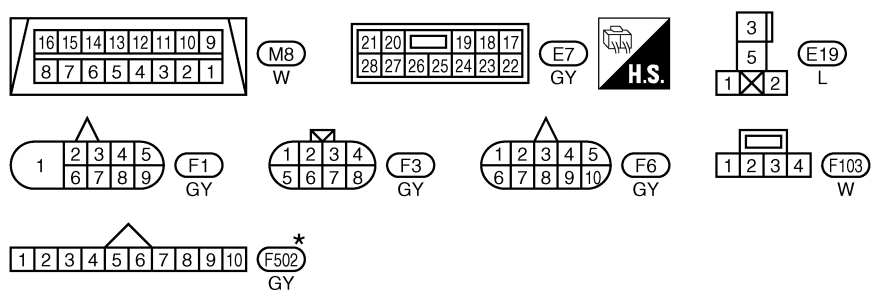 16 15 14 13 12 11 10 9
8 7 6 5 4 3 2 1
M8
W
21 20 19 18 17
28 27 26 25 24 23 22
E7
GY
H.S.
3
5
1 2
E19
L
1
2 3 4 5
6 7 8 9
F1
GY
1 2 3 4
5 6 7 8
F3
GY
1 2 3 4 5
6 7 8 9 10
F6
GY
1 2 3 4
F103
W
1 2 3 4 5 6 7 8 9 10
*
F502
GY